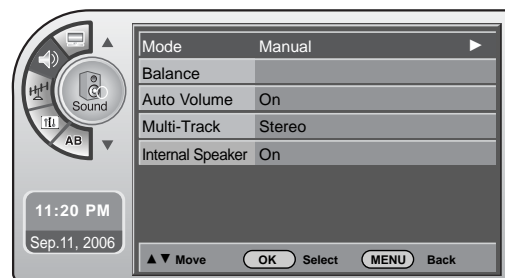 Mode Manual
Balance
Auto Volume On
Multi-Track Stereo
Internal Speaker On
Sound
AB
11:20 PM
Sep.11, 2006
▲▼ Move OK Select MENU Back